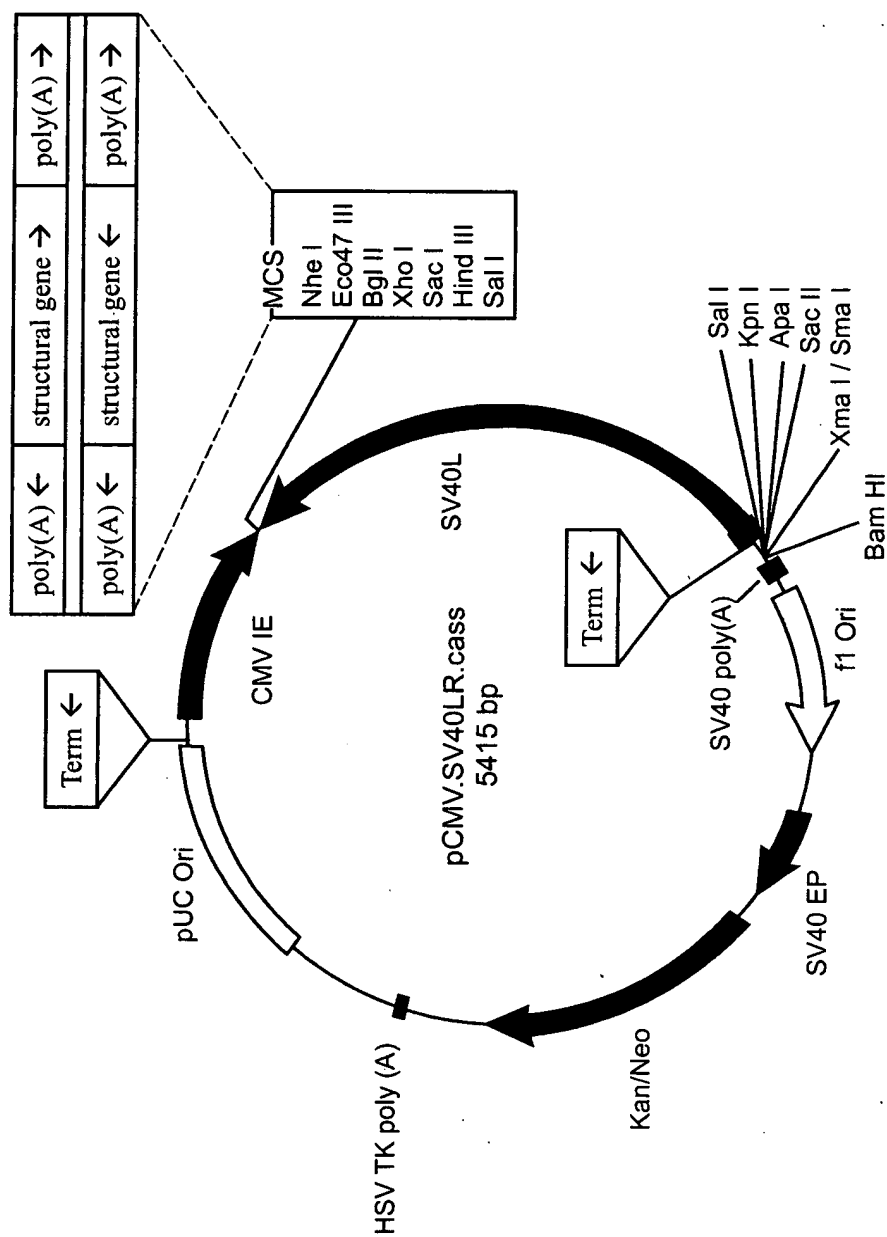 poly(A) ← structural gene → poly(A) →
poly(A) ← structural gene ← poly(A) →
MCS
Nhe I
Eco47 III
Bgl II
Xho I
Sac I
Hind III
Sal I
Term ←
pUC Ori
CMV IE
SV40L
pCMV.SV40LR.cass
5415 bp
Term ←
HSV TK poly (A)
Kan/Neo
SV40 EP
f1 Ori
SV40 poly(A)
Sal I
Kpn I
Apa I
Sac II
Xma I / Sma I
Bam HI